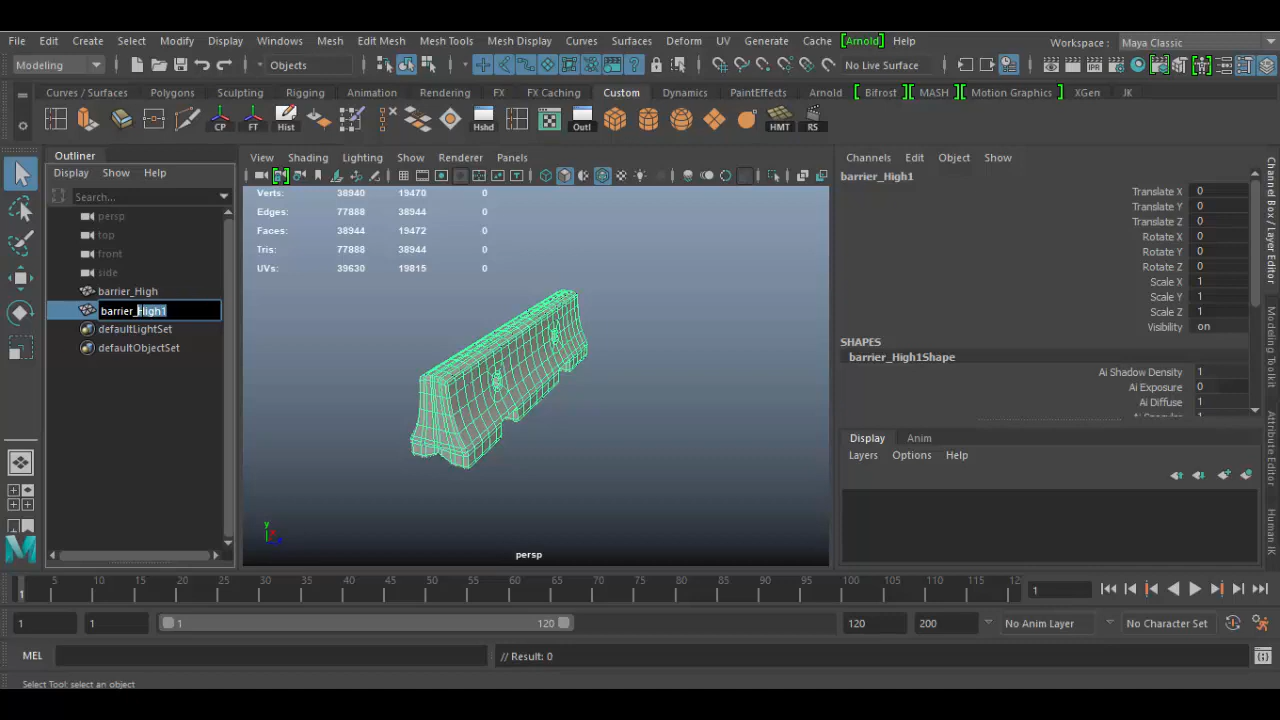 File Edit Create Select Modify Display Windows Mesh Edit Mesh Mesh Tools Mesh Display Curves Surfaces Deform UV Generate Cache [Arnold] Help Workspace : Maya Classic
Modeling Objects No Live Surface
Curves / Surfaces Polygons Sculpting Rigging Animation Rendering FX FX Caching Custom Dynamics PaintEffects Arnold Bifrost MASH Motion Graphics XGen JK
CP FT Hist Hshd Outl HMT RS
Outliner
Display Show Help
Search...
persp
top
front
side
barrier_High
barrier_High1
defaultLightSet
defaultObjectSet
View Shading Lighting Show Renderer Panels
Verts: 38940 19470 0
Edges: 77888 38944 0
Faces: 38944 19472 0
Tris: 77888 38944 0
UVs: 39630 19815 0
y
persp
Channels Edit Object Show
barrier_High1
Translate X 0
Translate Y 0
Translate Z 0
Rotate X 0
Rotate Y 0
Rotate Z 0
Scale X 1
Scale Y 1
Scale Z 1
Visibility on
SHAPES
barrier_High1Shape
Ai Shadow Density 1
Ai Exposure 0
Ai Diffuse 1
Display Anim
Layers Options Help
Channel Box / Layer Editor
Modeling Toolkit
Attribute Editor
Human IK
1 5 10 15 20 25 30 35 40 45 50 55 60 65 70 75 80 85 90 95 100 105 110 115 12
1
1 1 1 120 120 200 No Anim Layer No Character Set
MEL // Result: 0
Select Tool: select an object